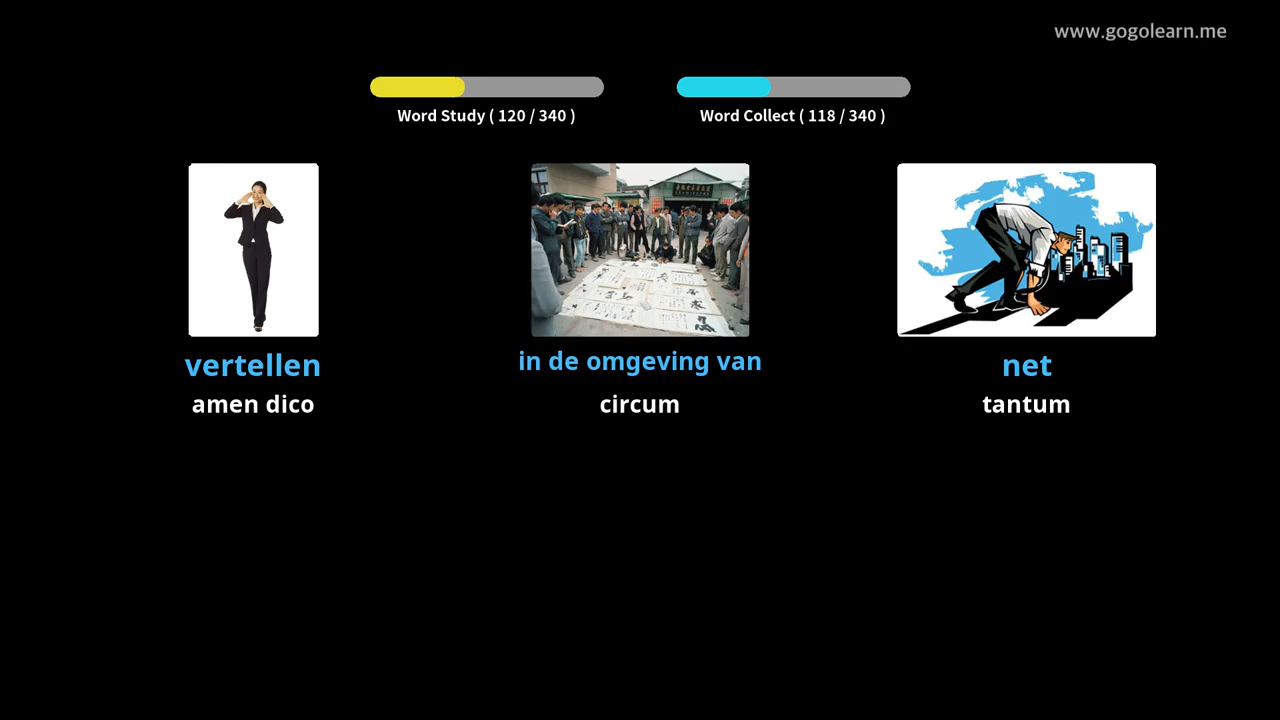 www.gogolearn.me
Word Study ( 120 / 340 )
Word Collect ( 118 / 340 )
vertellen
amen dico
in de omgeving van
circum
net
tantum